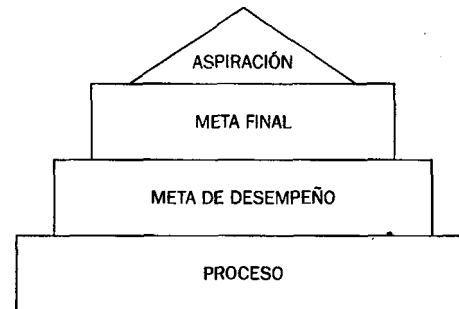 ASPIRACIÓN
META FINAL
META DE DESEMPEÑO
PROCESO